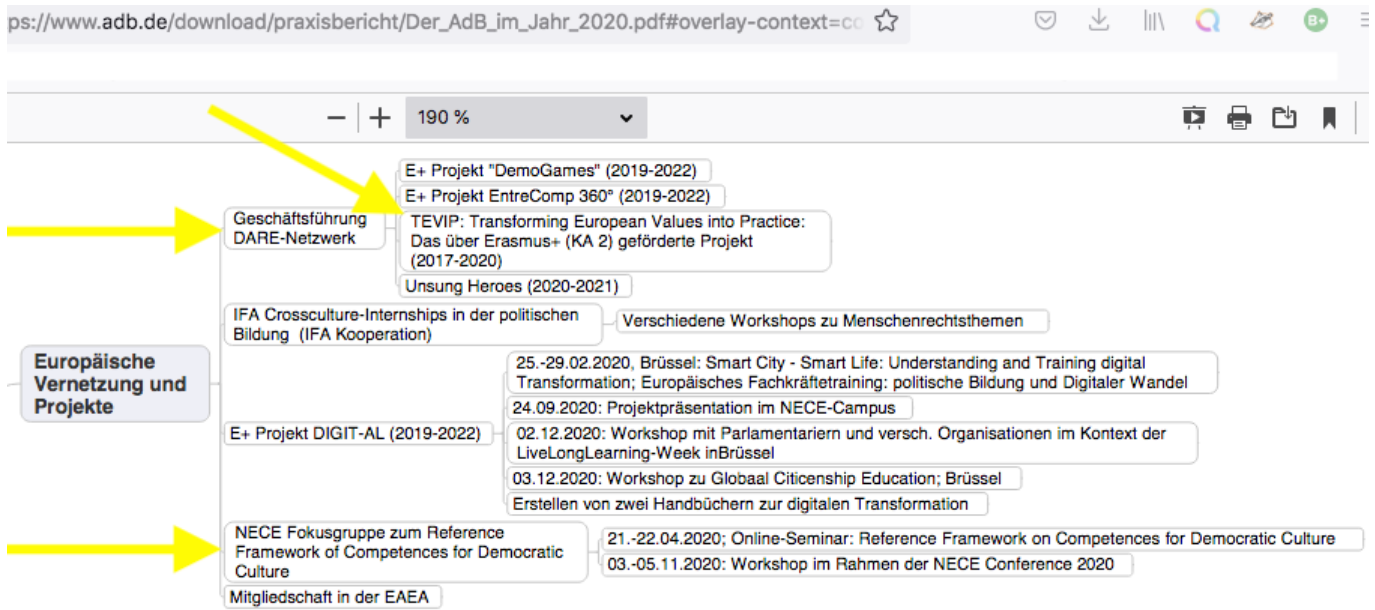 ps://www.adb.de/download/praxisbericht/Der_AdB_im_Jahr_2020.pdf#overlay-context=co
B+
190 %
E+ Projekt "DemoGames" (2019-2022)
E+ Projekt EntreComp 360° (2019-2022)
Geschäftsführung
DARE-Netzwerk
TEVIP: Transforming European Values into Practice:
Das über Erasmus+ (KA 2) geförderte Projekt
(2017-2020)
Unsung Heroes (2020-2021)
IFA Crossculture-Internships in der politischen
Bildung (IFA Kooperation)
Verschiedene Workshops zu Menschenrechtsthemen
Europäische
Vernetzung und
Projekte
25.-29.02.2020, Brüssel: Smart City - Smart Life: Understanding and Training digital
Transformation; Europäisches Fachkräftetraining: politische Bildung und Digitaler Wandel
24.09.2020: Projektpräsentation im NECE-Campus
E+ Projekt DIGIT-AL (2019-2022)
02.12.2020: Workshop mit Parlamentariern und versch. Organisationen im Kontext der
LiveLongLearning-Week inBrüssel
03.12.2020: Workshop zu Globaal Citicenship Education; Brüssel
Erstellen von zwei Handbüchern zur digitalen Transformation
NECE Fokusgruppe zum Reference
Framework of Competences for Democratic
Culture
21.-22.04.2020; Online-Seminar: Reference Framework on Competences for Democratic Culture
03.-05.11.2020: Workshop im Rahmen der NECE Conference 2020
Mitgliedschaft in der EAEA